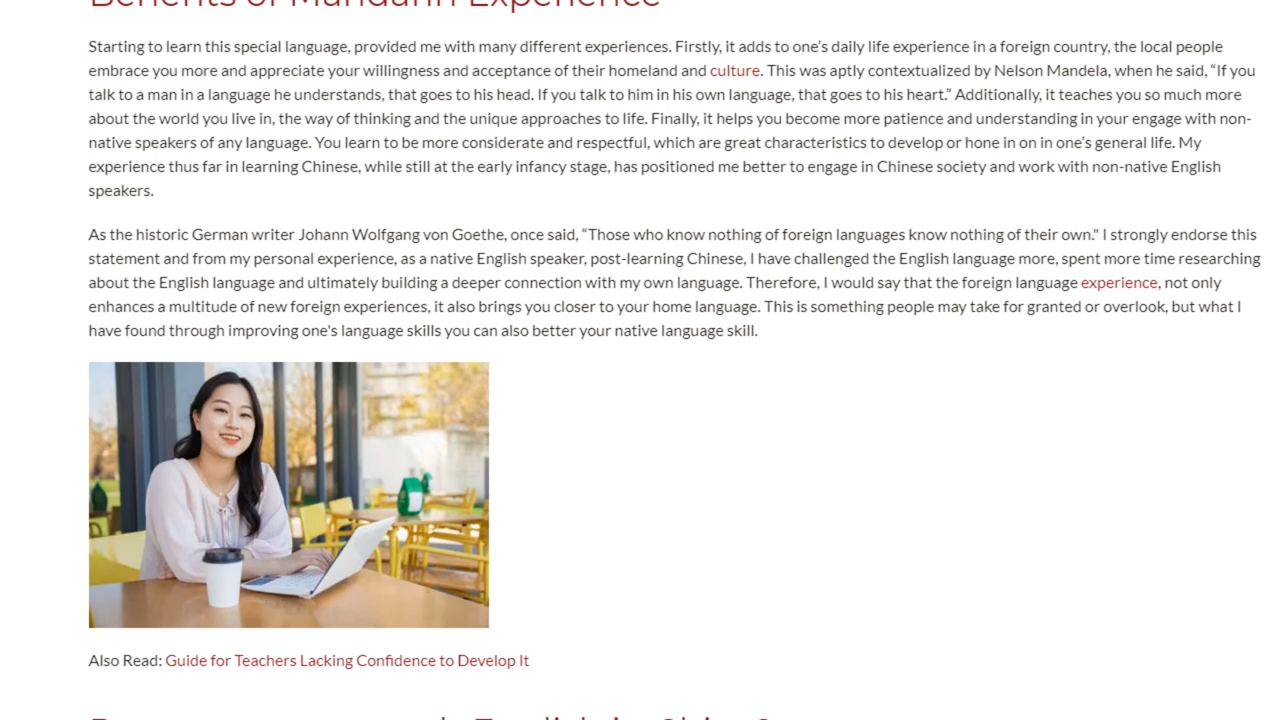 Benefits of Mandarin Experience
Starting to learn this special language, provided me with many different experiences. Firstly, it adds to one’s daily life experience in a foreign country, the local people
embrace you more and appreciate your willingness and acceptance of their homeland and culture. This was aptly contextualized by Nelson Mandela, when he said, “If you
talk to a man in a language he understands, that goes to his head. If you talk to him in his own language, that goes to his heart.” Additionally, it teaches you so much more
about the world you live in, the way of thinking and the unique approaches to life. Finally, it helps you become more patience and understanding in your engage with non-
native speakers of any language. You learn to be more considerate and respectful, which are great characteristics to develop or hone in on in one’s general life. My
experience thus far in learning Chinese, while still at the early infancy stage, has positioned me better to engage in Chinese society and work with non-native English
speakers.
As the historic German writer Johann Wolfgang von Goethe, once said, “Those who know nothing of foreign languages know nothing of their own." I strongly endorse this
statement and from my personal experience, as a native English speaker, post-learning Chinese, I have challenged the English language more, spent more time researching
about the English language and ultimately building a deeper connection with my own language. Therefore, I would say that the foreign language experience, not only
enhances a multitude of new foreign experiences, it also brings you closer to your home language. This is something people may take for granted or overlook, but what I
have found through improving one's language skills you can also better your native language skill.
Also Read: Guide for Teachers Lacking Confidence to Develop It